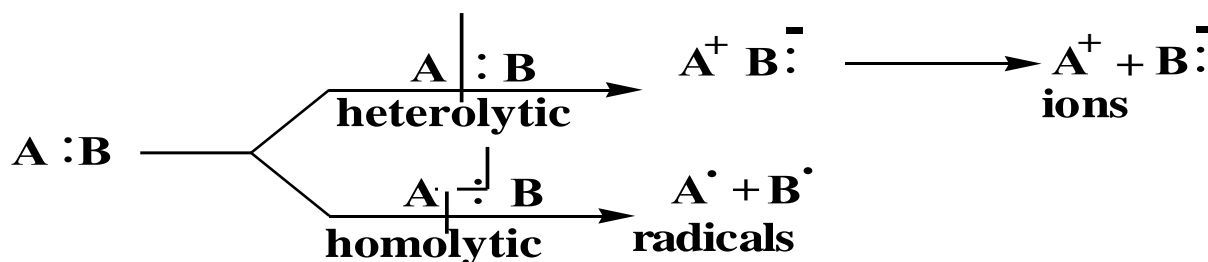 A : B A⁺ B:⁻ A⁺ + B:⁻
heterolytic ions
A :B
A· : B A· + B·
homolytic radicals